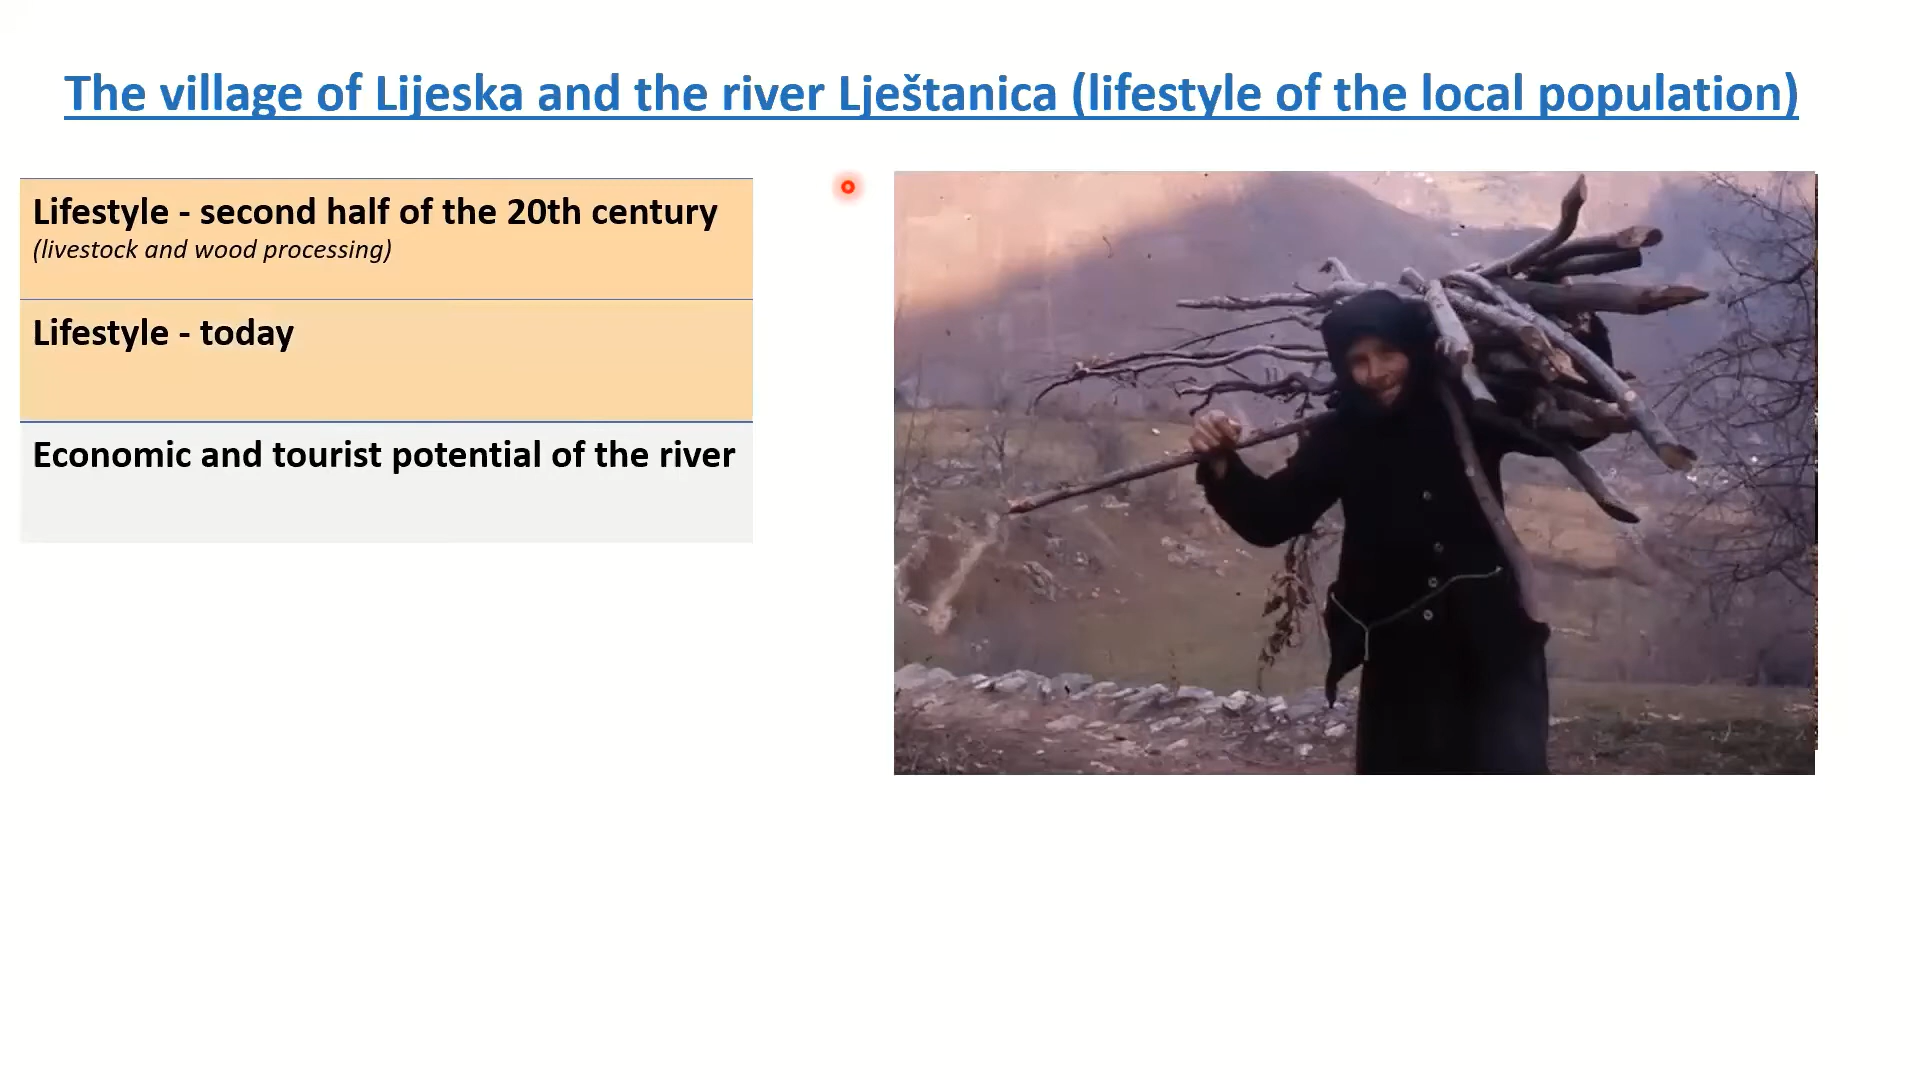 The village of Lijeska and the river Lještanica (lifestyle of the local population)
Lifestyle - second half of the 20th century
(livestock and wood processing)
Lifestyle - today
Economic and tourist potential of the river